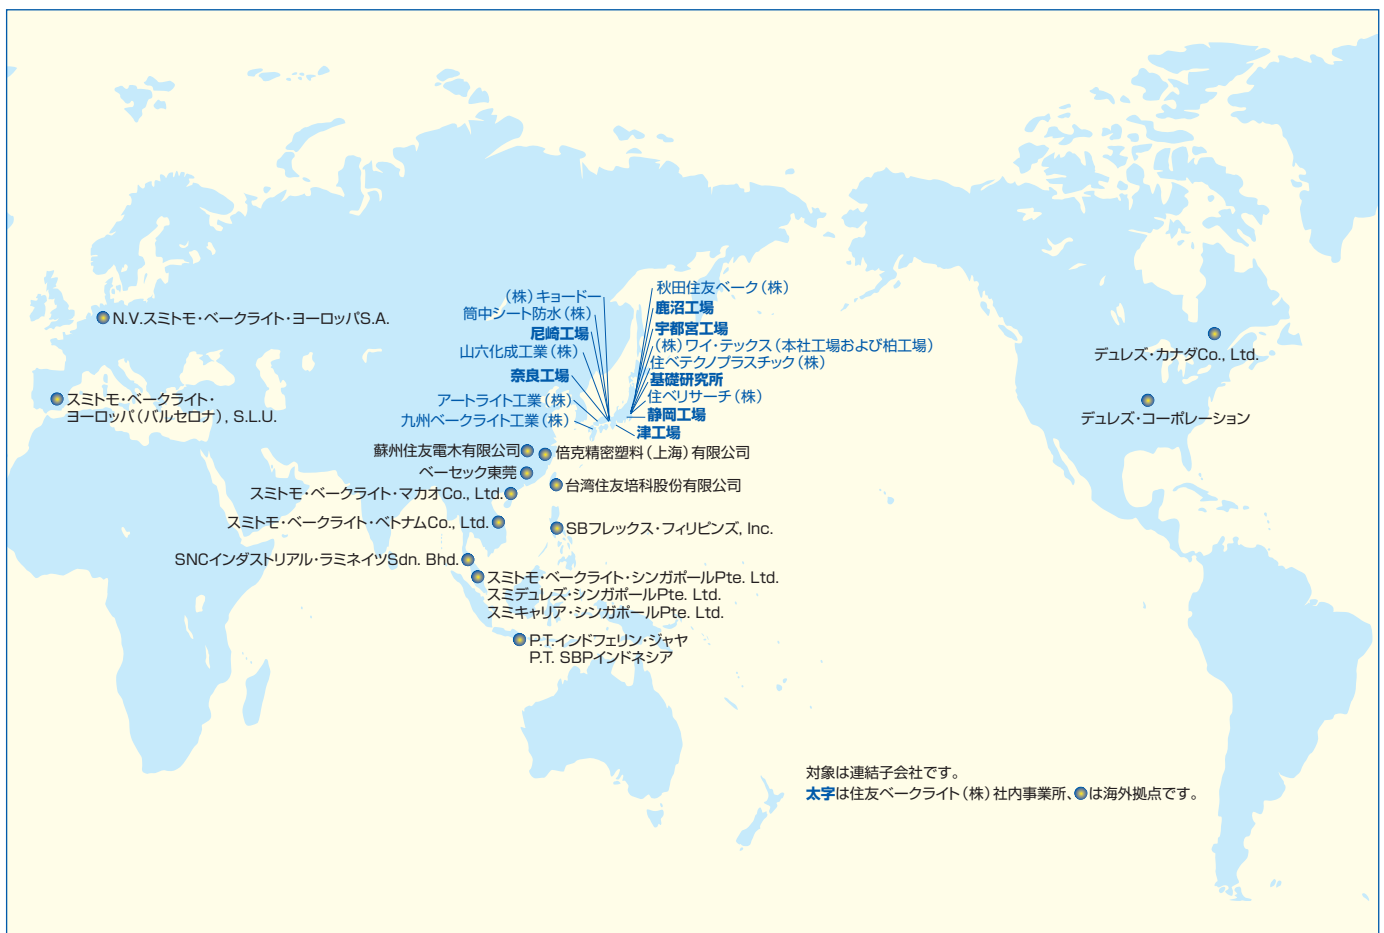 (株)キョードー
筒中シート防水(株)
尼崎工場
山六化成工業(株)
奈良工場
アートライト工業(株)
九州ベークライト工業(株)
秋田住友ベーク(株)
鹿沼工場
宇都宮工場
(株)ワイ・テックス(本社工場および柏工場)
住ベテクノプラスチック(株)
基礎研究所
住ベリサーチ(株)
静岡工場
津工場
N.V.スミトモ・ベークライト・ヨーロッパS.A.
スミトモ・ベークライト・
ヨーロッパ(バルセロナ), S.L.U.
デュレズ・カナダCo., Ltd.
デュレズ・コーポレーション
蘇州住友電木有限公司
倍克精密塑料(上海)有限公司
ベーセック東莞
スミトモ・ベークライト・マカオCo., Ltd.
台湾住友培科股份有限公司
スミトモ・ベークライト・ベトナムCo., Ltd.
SBフレックス・フィリピンズ, Inc.
SNCインダストリアル・ラミネイツSdn. Bhd.
スミトモ・ベークライト・シンガポールPte. Ltd.
スミデュレズ・シンガポールPte. Ltd.
スミキャリア・シンガポールPte. Ltd.
P.T.インドフェリン・ジャヤ
P.T. SBPインドネシア
対象は連結子会社です。
太字は住友ベークライト(株)社内事業所、は海外拠点です。